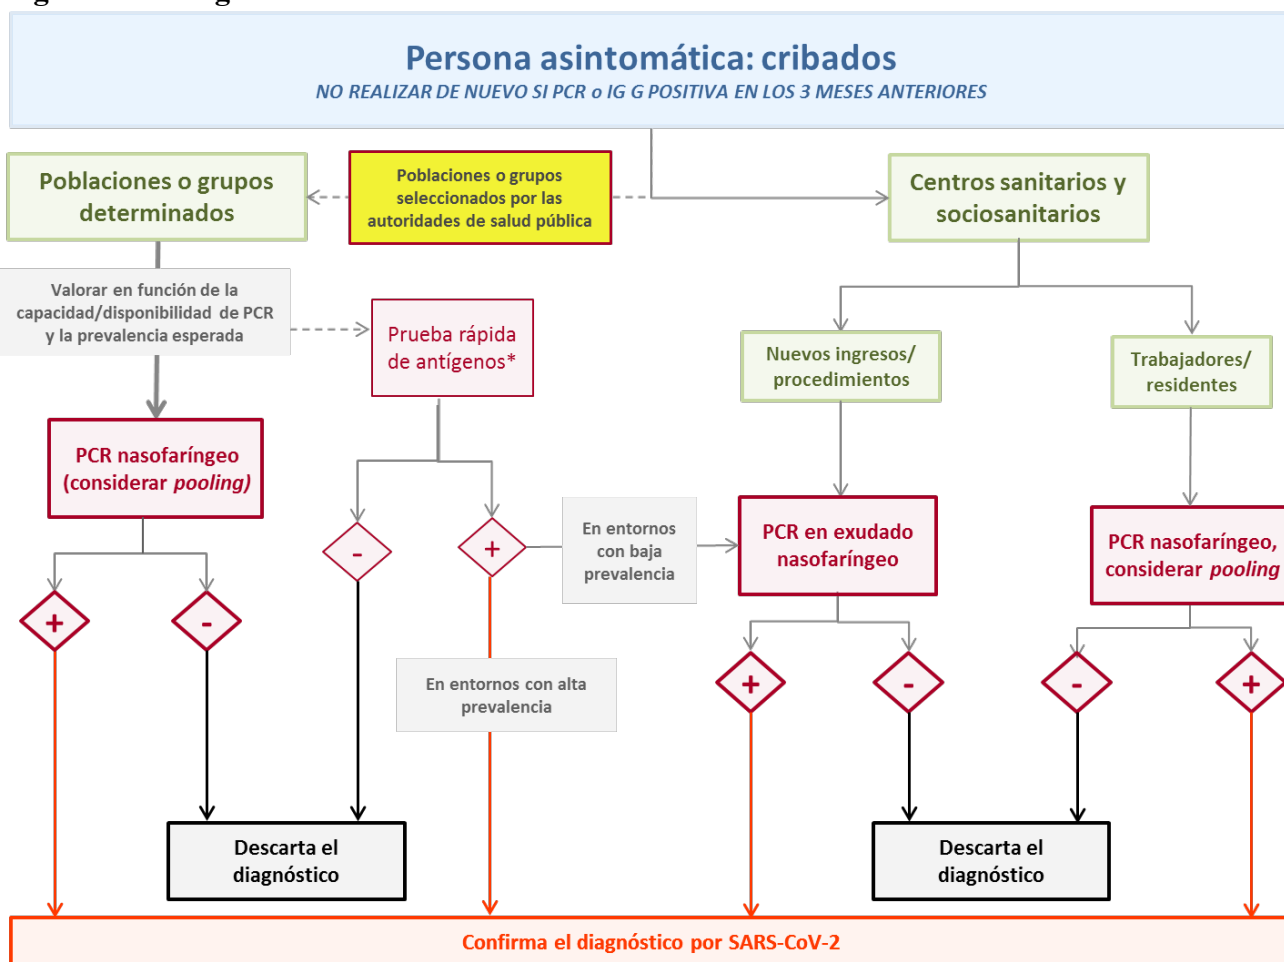 Persona asintomática: cribados
NO REALIZAR DE NUEVO SI PCR o IG G POSITIVA EN LOS 3 MESES ANTERIORES
Poblaciones o grupos
determinados
Poblaciones o grupos
seleccionados por las
autoridades de salud pública
Centros sanitarios y
sociosanitarios
Valorar en función de la
capacidad/disponibilidad de PCR
y la prevalencia esperada
Prueba rápida
de antígenos*
Nuevos ingresos/
procedimientos
Trabajadores/
residentes
PCR nasofaríngeo
(considerar pooling)
En entornos
con baja
prevalencia
PCR en exudado
nasofaríngeo
PCR nasofaríngeo,
considerar pooling
-
+
+
-
En entornos con alta
prevalencia
+
-
-
+
Descarta el
diagnóstico
Descarta el
diagnóstico
Confirma el diagnóstico por SARS-CoV-2